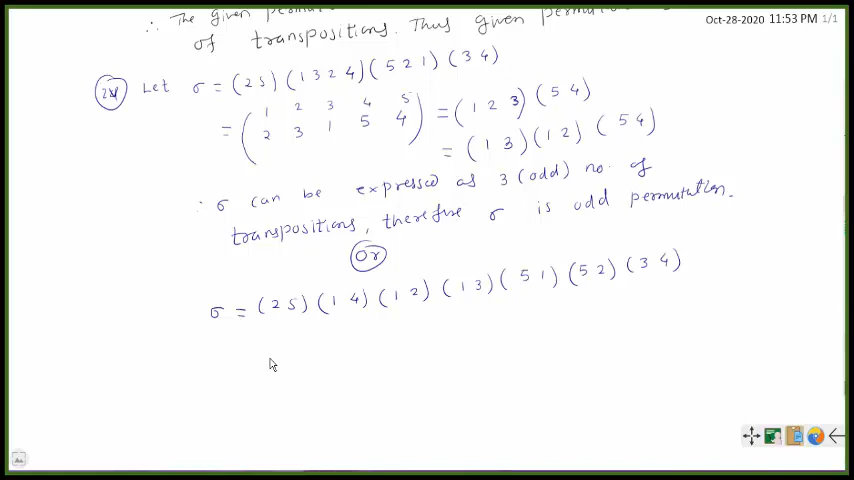 ∴ The given permu
of transpositions. Thus given permu
Oct-28-2020 11:53 PM 1/1
24 Let σ = (2 5) (1 3 2 4) (5 2 1) (3 4)
= ( 1 2 3 4 5 = (1 2 3) (5 4)
2 3 1 5 4 )
= (1 3) (1 2) (5 4)
∴ σ can be expressed as 3 (odd) no. of
transpositions, therefore σ is odd permutation.
Or
σ = (2 5) (1 4) (1 2) (1 3) (5 1) (5 2) (3 4)